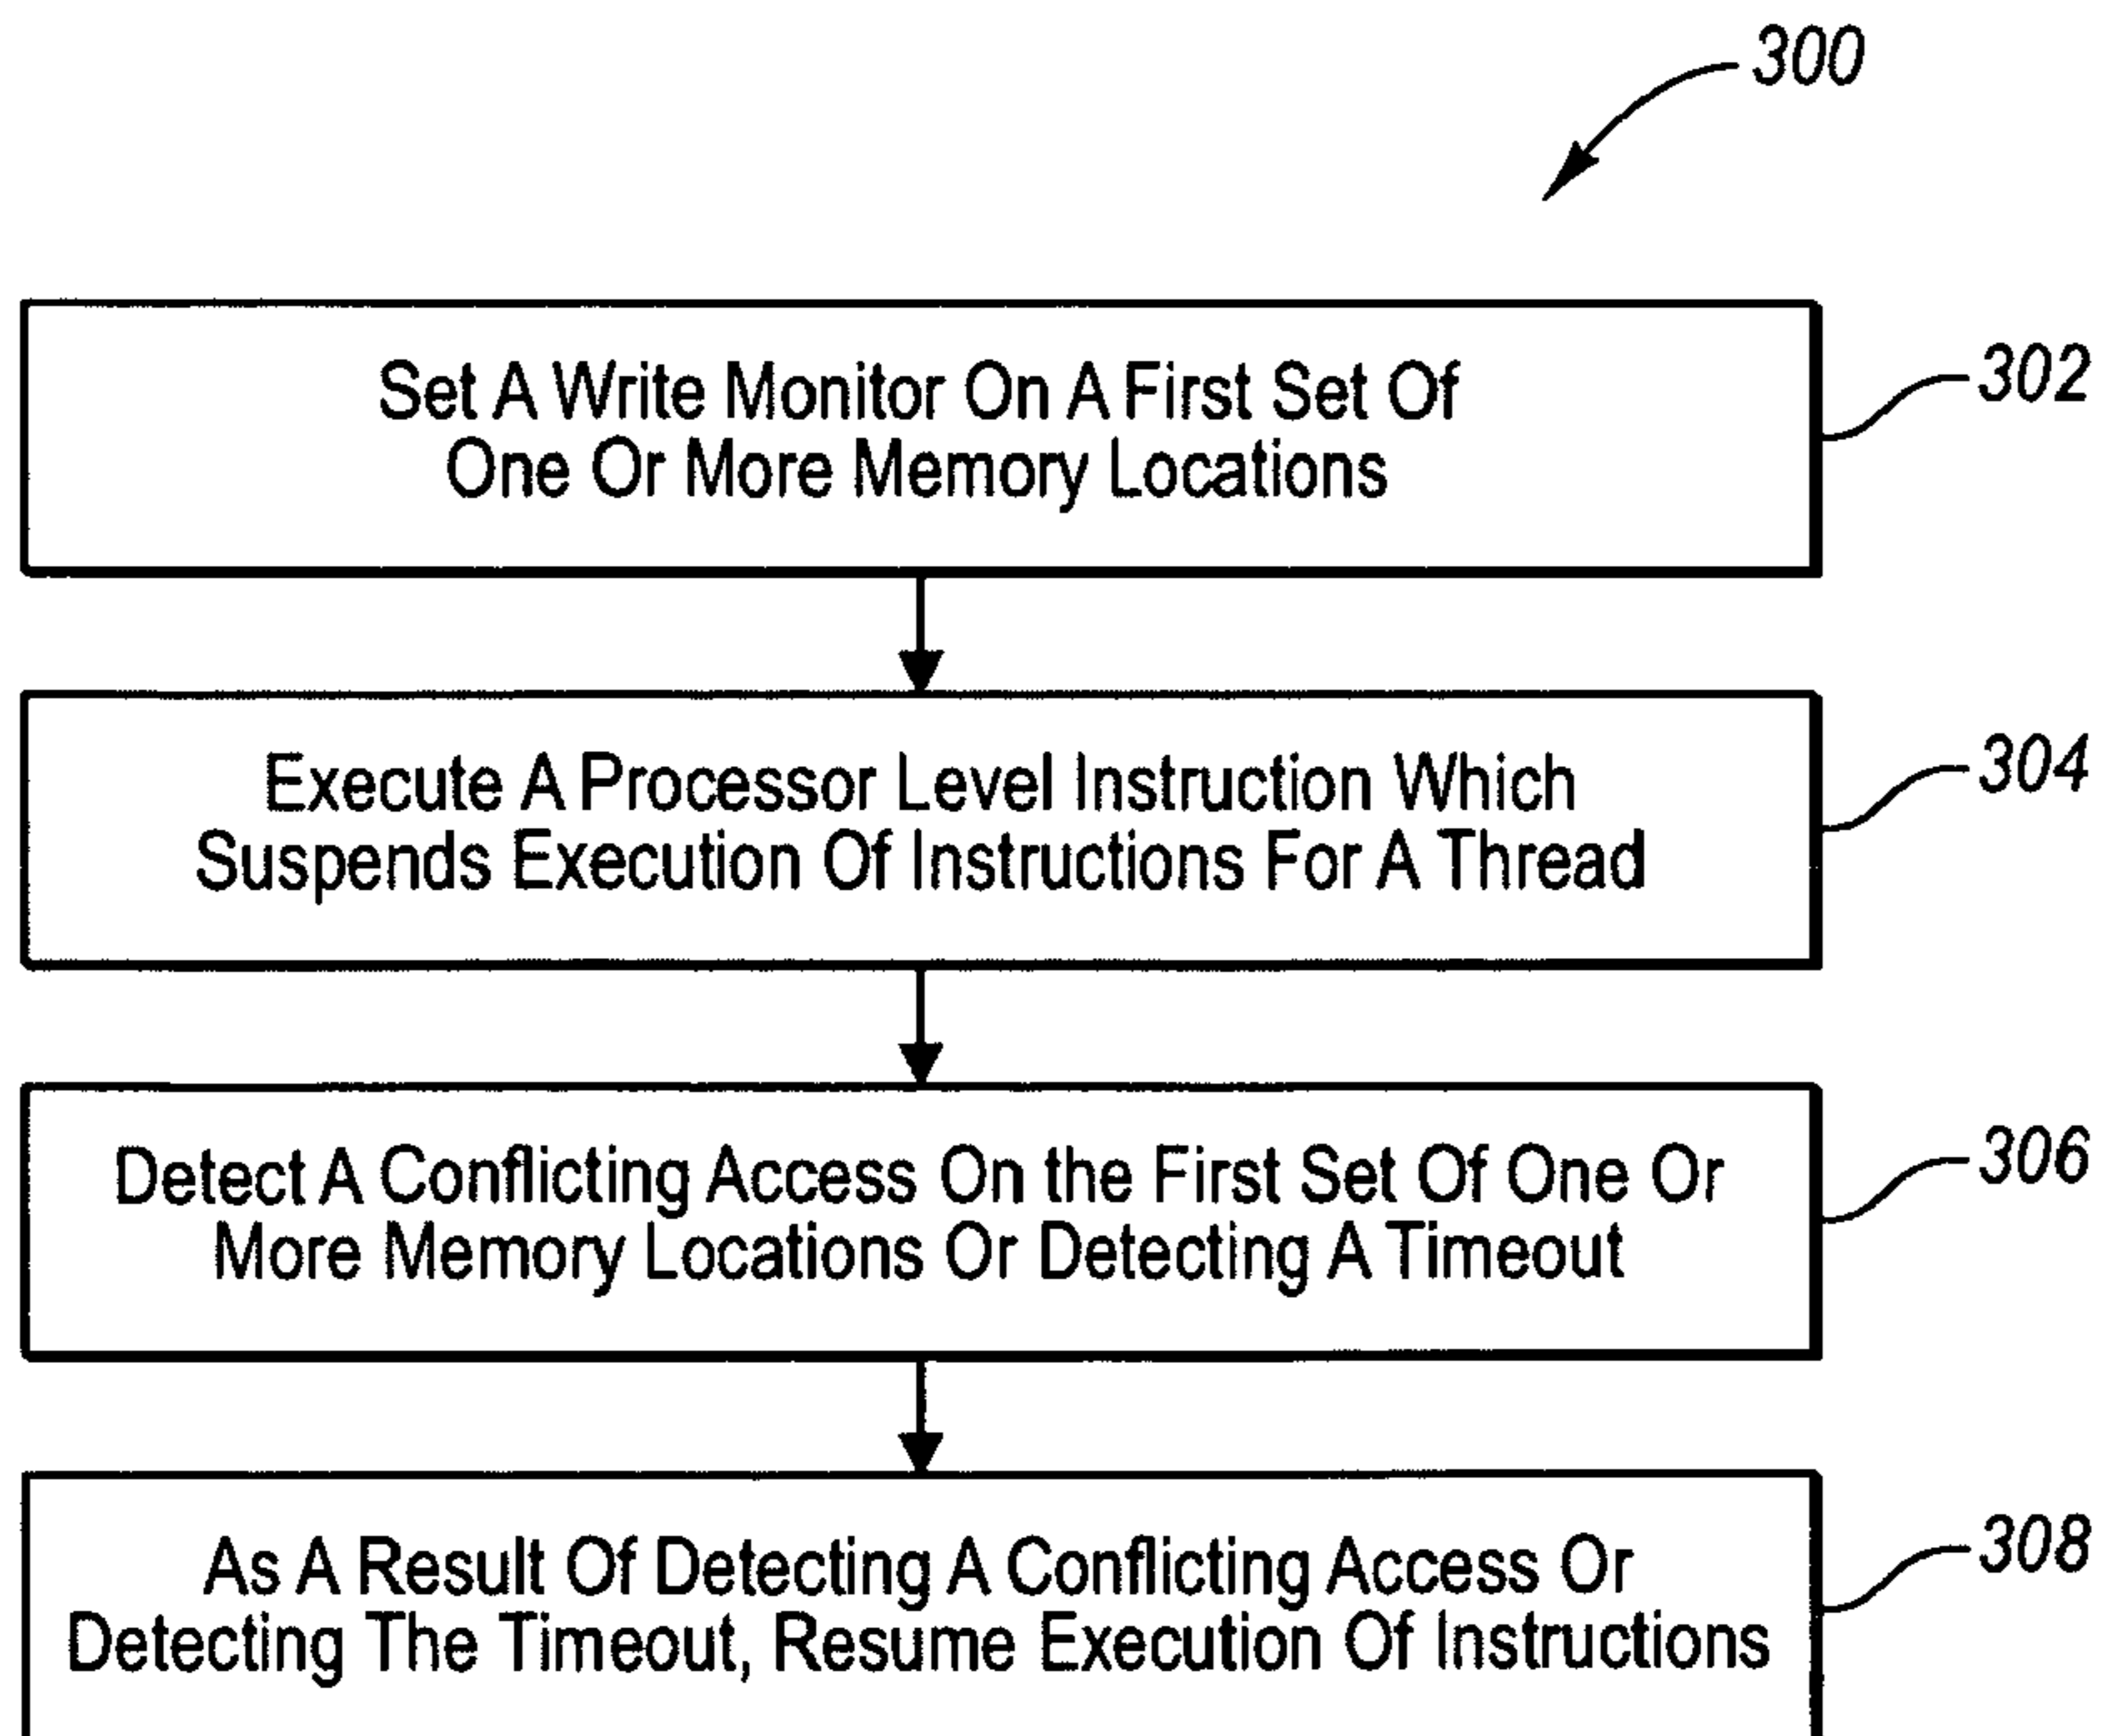 300
Set A Write Monitor On A First Set Of
One Or More Memory Locations
302
Execute A Processor Level Instruction Which
Suspends Execution Of Instructions For A Thread
304
Detect A Conflicting Access On the First Set Of One Or
More Memory Locations Or Detecting A Timeout
306
As A Result Of Detecting A Conflicting Access Or
Detecting The Timeout, Resume Execution Of Instructions
308